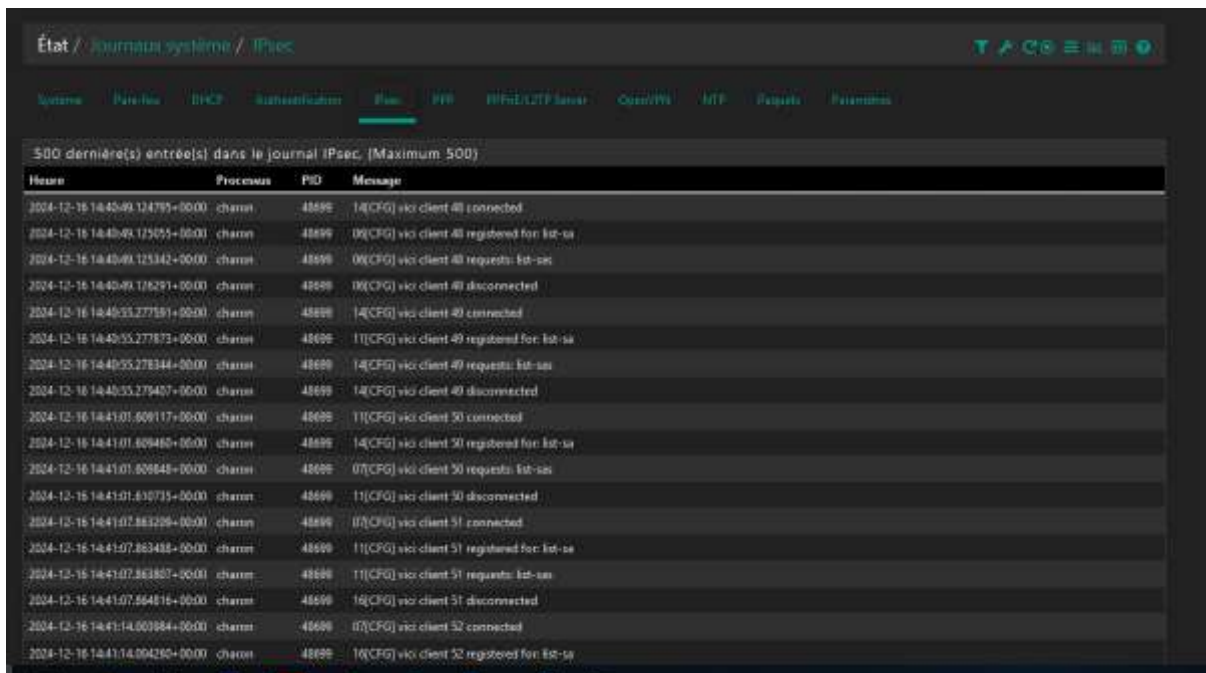 État / Journaux système / IPsec
Système Pare-feu DHCP Authentification IPsec PPP PPPoE/L2TP Server OpenVPN NTP Paquets Paramètres
500 dernière(s) entrée(s) dans le journal IPsec. (Maximum 500)
Heure Processus PID Message
2024-12-16 14:40:49.124795+00:00 charon 48699 14[CFG] vici client 48 connected
2024-12-16 14:40:49.125055+00:00 charon 48699 06[CFG] vici client 48 registered for: list-sa
2024-12-16 14:40:49.125342+00:00 charon 48699 06[CFG] vici client 48 requests: list-sas
2024-12-16 14:40:49.126291+00:00 charon 48699 06[CFG] vici client 48 disconnected
2024-12-16 14:40:55.277591+00:00 charon 48699 14[CFG] vici client 49 connected
2024-12-16 14:40:55.277873+00:00 charon 48699 11[CFG] vici client 49 registered for: list-sa
2024-12-16 14:40:55.278344+00:00 charon 48699 14[CFG] vici client 49 requests: list-sas
2024-12-16 14:40:55.279407+00:00 charon 48699 14[CFG] vici client 49 disconnected
2024-12-16 14:41:01.609117+00:00 charon 48699 11[CFG] vici client 50 connected
2024-12-16 14:41:01.609460+00:00 charon 48699 14[CFG] vici client 50 registered for: list-sa
2024-12-16 14:41:01.609848+00:00 charon 48699 07[CFG] vici client 50 requests: list-sas
2024-12-16 14:41:01.610735+00:00 charon 48699 11[CFG] vici client 50 disconnected
2024-12-16 14:41:07.863209+00:00 charon 48699 07[CFG] vici client 51 connected
2024-12-16 14:41:07.863488+00:00 charon 48699 11[CFG] vici client 51 registered for: list-sa
2024-12-16 14:41:07.863807+00:00 charon 48699 11[CFG] vici client 51 requests: list-sas
2024-12-16 14:41:07.864816+00:00 charon 48699 16[CFG] vici client 51 disconnected
2024-12-16 14:41:14.003984+00:00 charon 48699 07[CFG] vici client 52 connected
2024-12-16 14:41:14.004260+00:00 charon 48699 16[CFG] vici client 52 registered for: list-sa